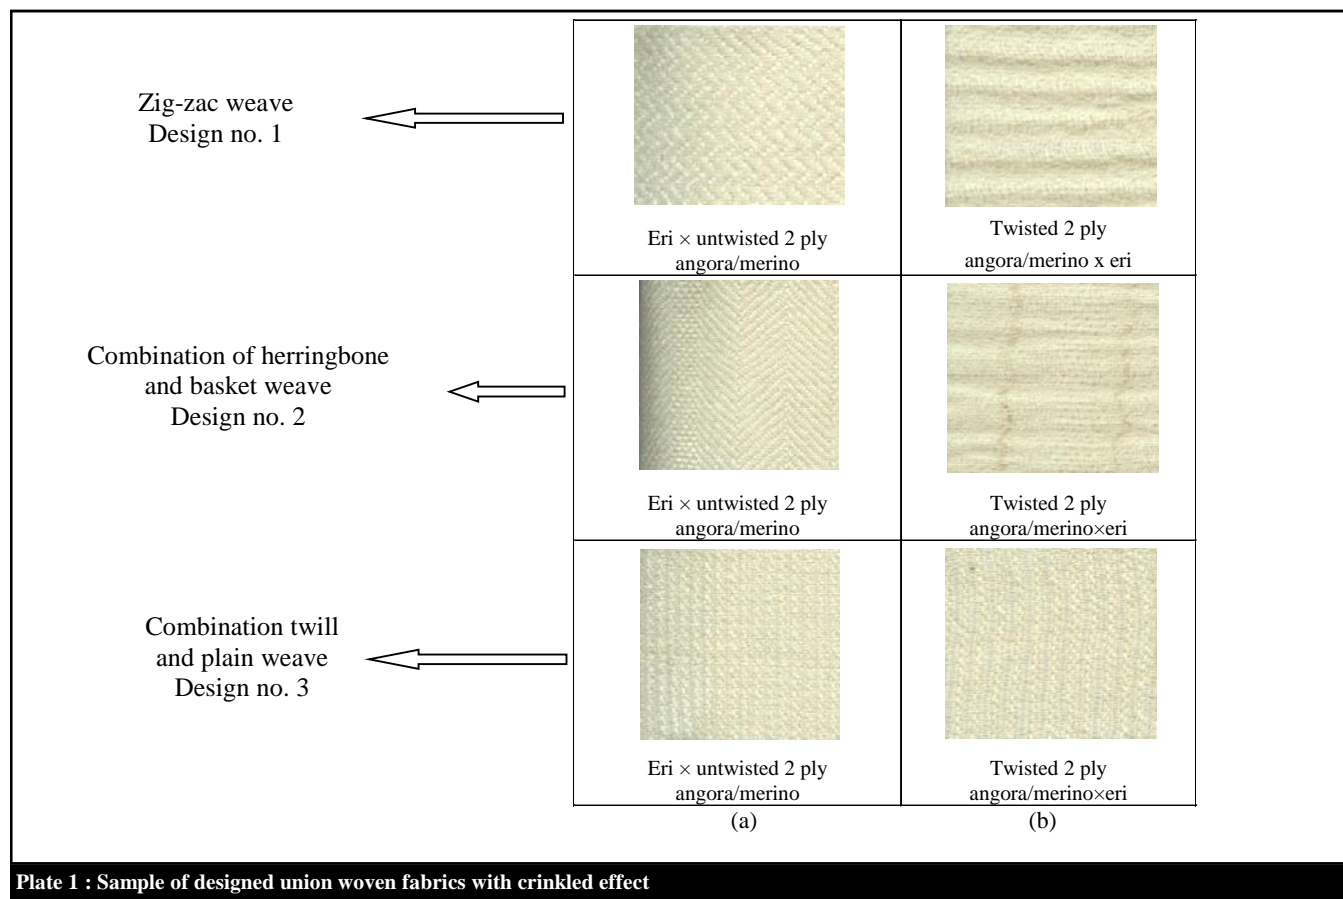 Zig-zac weave
Design no. 1
Eri × untwisted 2 ply
angora/merino
Twisted 2 ply
angora/merino x eri
Combination of herringbone
and basket weave
Design no. 2
Eri × untwisted 2 ply
angora/merino
Twisted 2 ply
angora/merino×eri
Combination twill
and plain weave
Design no. 3
Eri × untwisted 2 ply
angora/merino
Twisted 2 ply
angora/merino×eri
(a)
(b)
Plate 1 : Sample of designed union woven fabrics with crinkled effect